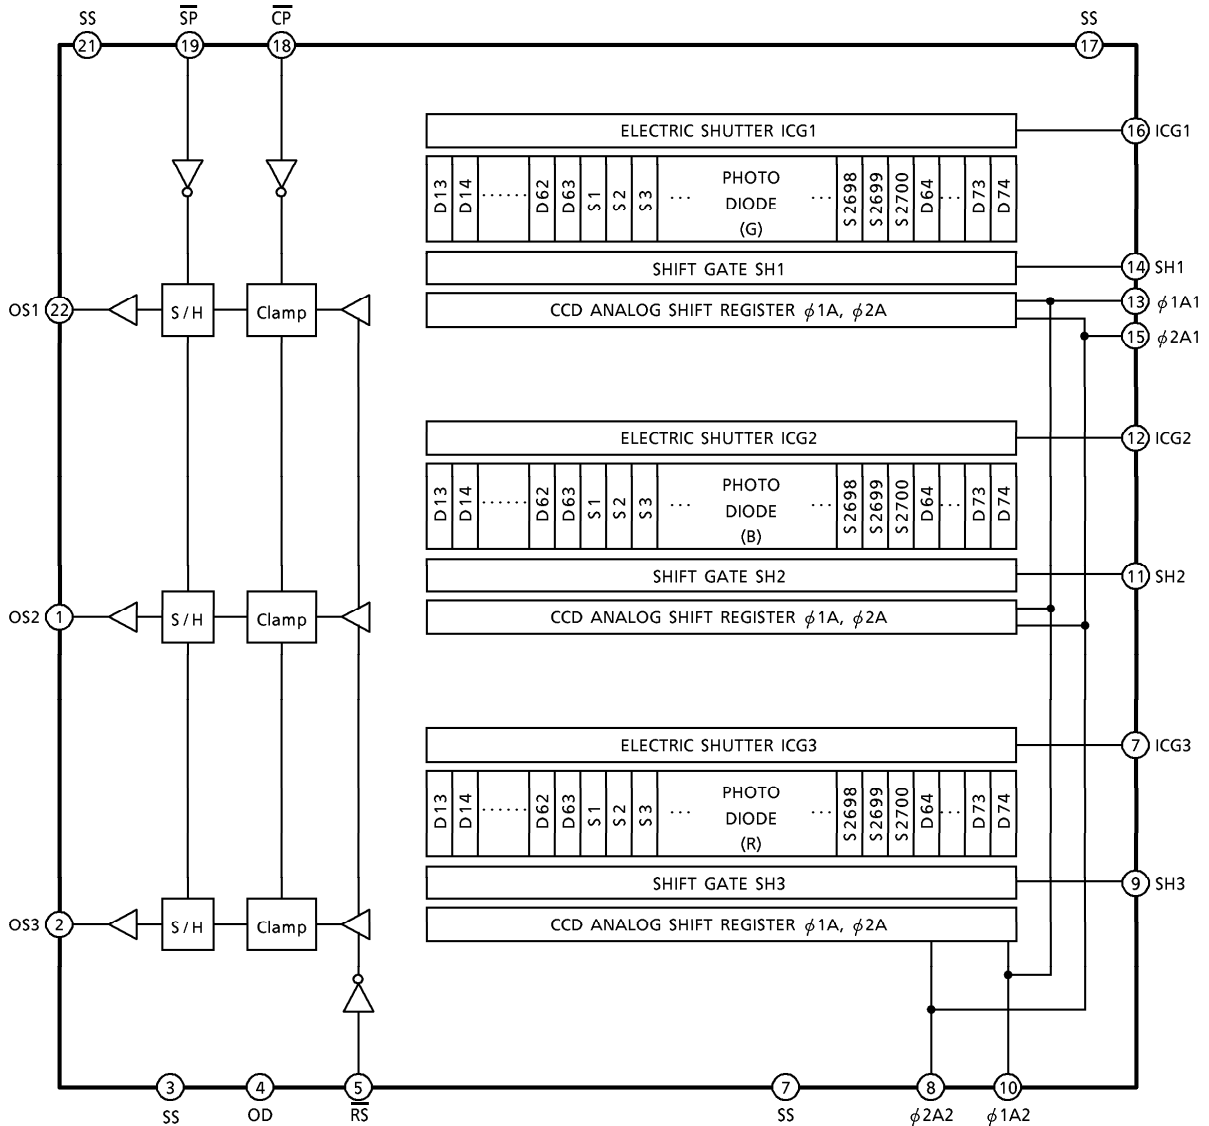 SS S̅P̅ C̅P̅ SS
21 19 18 17
ELECTRIC SHUTTER ICG1 16 ICG1
D13 D14 ...... D62 D63 S1 S2 S3 ... PHOTO DIODE (G) ... S2698 S2699 S2700 D64 ... D73 D74
SHIFT GATE SH1 14 SH1
13 ϕ1A1
OS1 22 S/H Clamp CCD ANALOG SHIFT REGISTER ϕ1A, ϕ2A
15 ϕ2A1
ELECTRIC SHUTTER ICG2 12 ICG2
D13 D14 ...... D62 D63 S1 S2 S3 ... PHOTO DIODE (B) ... S2698 S2699 S2700 D64 ... D73 D74
SHIFT GATE SH2 11 SH2
OS2 1 S/H Clamp CCD ANALOG SHIFT REGISTER ϕ1A, ϕ2A
ELECTRIC SHUTTER ICG3 7 ICG3
D13 D14 ...... D62 D63 S1 S2 S3 ... PHOTO DIODE (R) ... S2698 S2699 S2700 D64 ... D73 D74
SHIFT GATE SH3 9 SH3
OS3 2 S/H Clamp CCD ANALOG SHIFT REGISTER ϕ1A, ϕ2A
3 4 5 7 8 10
SS OD R̅S̅ SS ϕ2A2 ϕ1A2